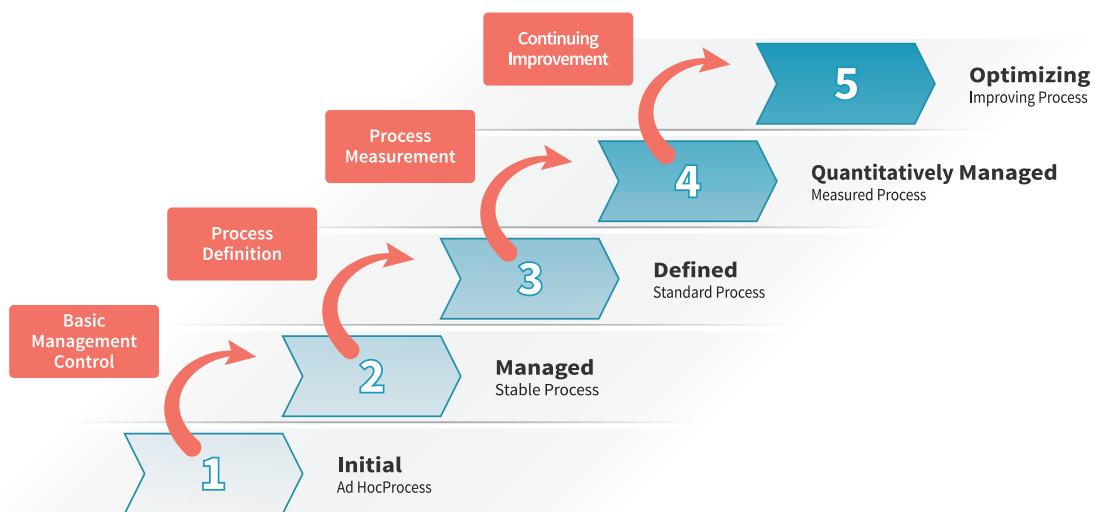 Continuing
Improvement
5
Optimizing
Improving Process
Process
Measurement
4
Quantitatively Managed
Measured Process
Process
Definition
3
Defined
Standard Process
Basic
Management
Control
2
Managed
Stable Process
1
Initial
Ad HocProcess